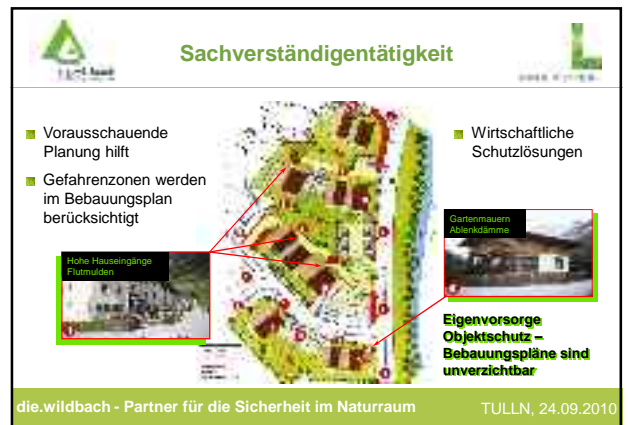 Sachverständigentätigkeit
Vorausschauende
Planung hilft
Gefahrenzonen werden
im Bebauungsplan
berücksichtigt
Hohe Hauseingänge
Flutmulden
Wirtschaftliche
Schutzlösungen
Gartenmauern
Ablenkdämme
Eigenvorsorge
Objektschutz –
Bebauungspläne sind
unverzichtbar
die.wildbach - Partner für die Sicherheit im Naturraum
TULLN, 24.09.2010